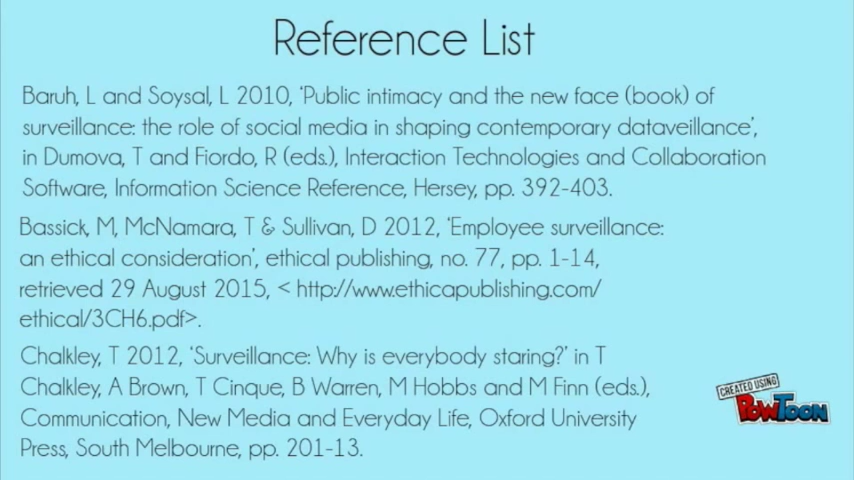 Reference List
Baruh, L and Soysal, L 2010, ‘Public intimacy and the new face (book) of
surveillance: the role of social media in shaping contemporary dataveillance’,
in Dumova, T and Fiordo, R (eds.), Interaction Technologies and Collaboration
Software, Information Science Reference, Hersey, pp. 392-403.
Bassick, M, McNamara, T & Sullivan, D 2012, ‘Employee surveillance:
an ethical consideration’, ethical publishing, no. 77, pp. 1-14,
retrieved 29 August 2015, < http://www.ethicapublishing.com/
ethical/3CH6.pdf>.
Chalkley, T 2012, ‘Surveillance: Why is everybody staring?’ in T
Chalkley, A Brown, T Cinque, B Warren, M Hobbs and M Finn (eds.),
Communication, New Media and Everyday Life, Oxford University
Press, South Melbourne, pp. 201-13.
CREATED USING
POWTOON